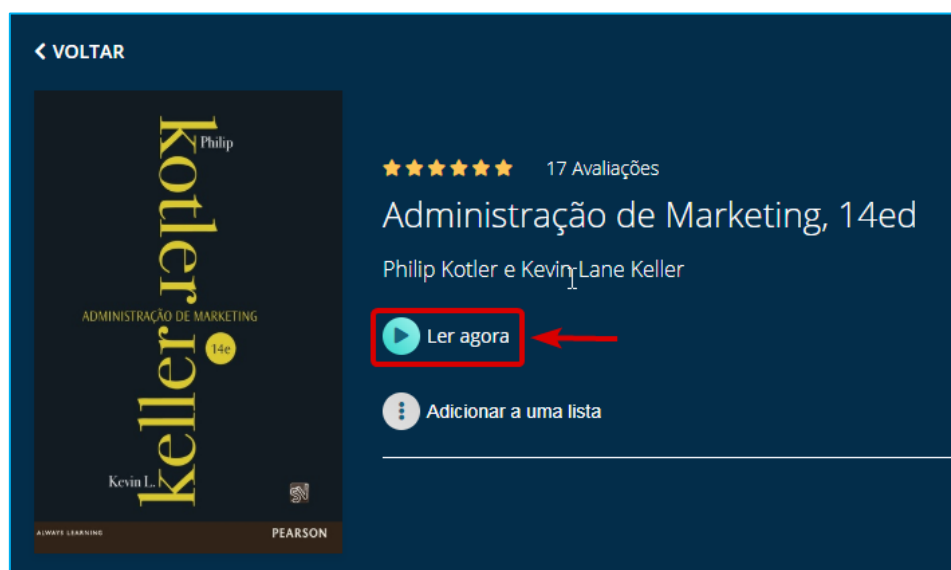 VOLTAR
Philip
kotler
keller
ADMINISTRAÇÃO DE MARKETING
14e
Kevin L.
ALWAYS LEARNING
PEARSON
17 Avaliações
Administração de Marketing, 14ed
Philip Kotler e Kevin Lane Keller
Ler agora
Adicionar a uma lista